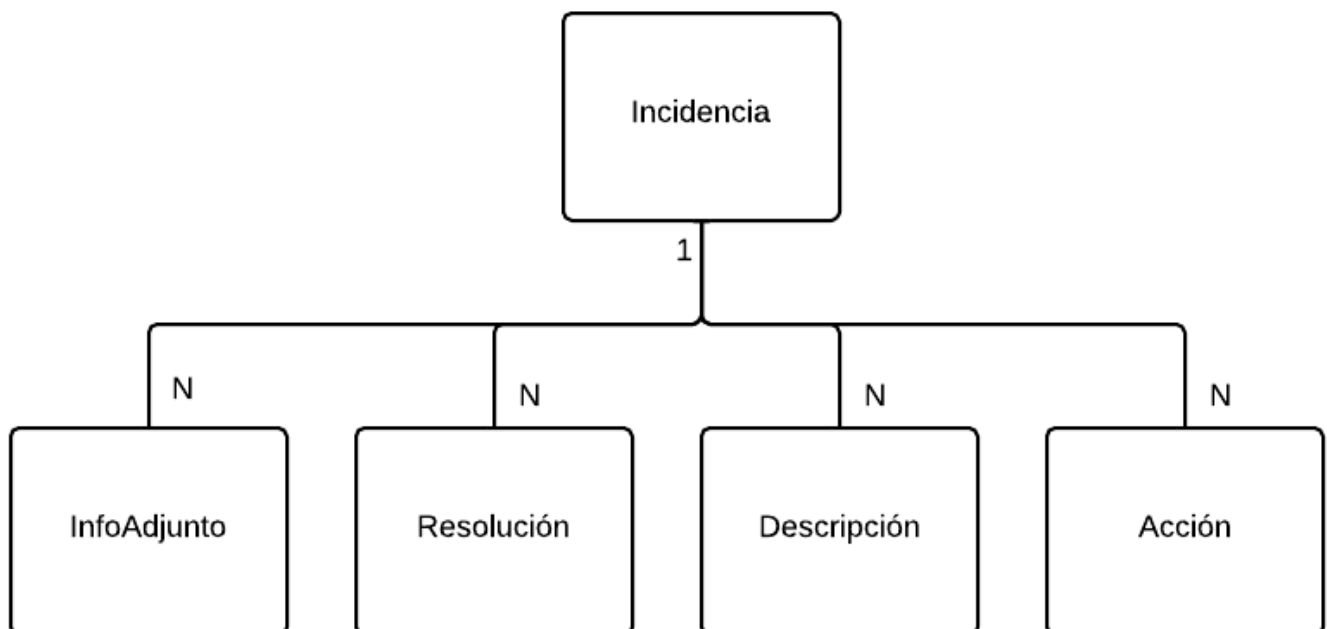 Incidencia
1
N
N
N
N
InfoAdjunto
Resolución
Descripción
Acción